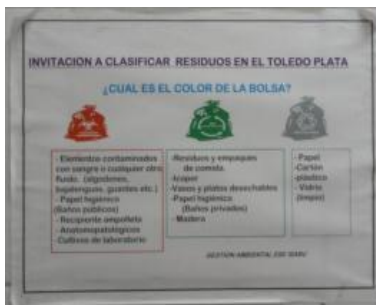 INVITACION A CLASIFICAR RESIDUOS EN EL TOLEDO PLATA
¿CUAL ES EL COLOR DE LA BOLSA?
- Elementos contaminados
con sangre o cualquier otro
fluido. (algodones,
bajalenguas, guantes etc.)
- Papel higiénico
(Baños públicos)
- Recipiente ampolleta
- Anatomopatológicos
- Cultivos de laboratorio
-Residuos y empaques
de comida.
-Icopor
-Vasos y platos desechables
-Papel higiénico
(Baños privados)
- Madera
- Papel
- Cartón
-plástico
- Vidrio
(limpio)
GESTION AMBIENTAL ESE